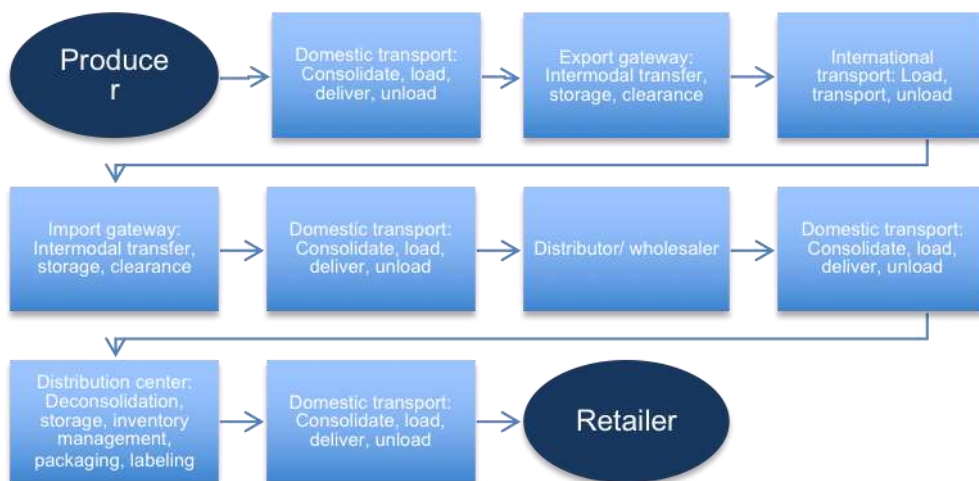 Produce
r
Domestic transport:
Consolidate, load,
deliver, unload
Export gateway:
Intermodal transfer,
storage, clearance
International
transport: Load,
transport, unload
Import gateway:
Intermodal transfer,
storage, clearance
Domestic transport:
Consolidate, load,
deliver, unload
Distributor/ wholesaler
Domestic transport:
Consolidate, load,
deliver, unload
Distribution center:
Deconsolidation,
storage, inventory
management,
packaging, labeling
Domestic transport:
Consolidate, load,
deliver, unload
Retailer